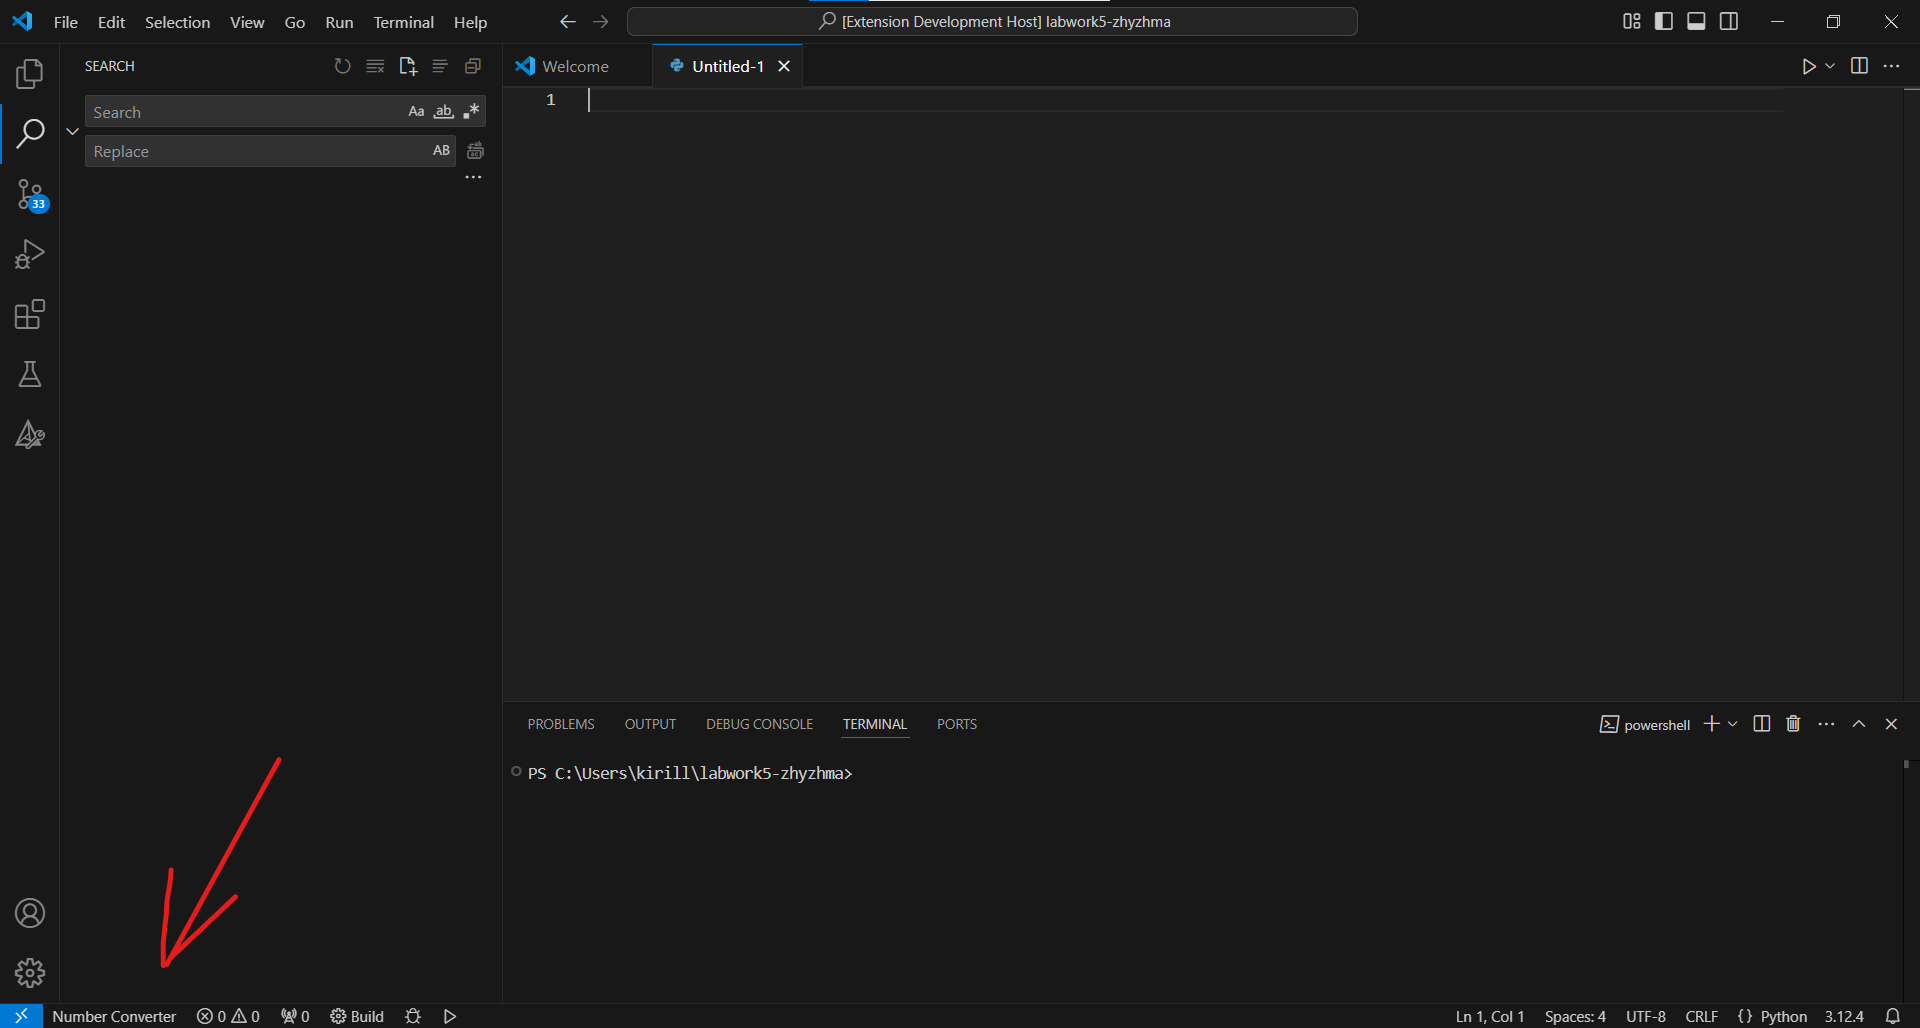 File Edit Selection View Go Run Terminal Help
[Extension Development Host] labwork5-zhyzhma
SEARCH
Search
Aa ab .*
Replace
AB
33
Welcome
Untitled-1
1
PROBLEMS OUTPUT DEBUG CONSOLE TERMINAL PORTS
powershell
PS C:\Users\kirill\labwork5-zhyzhma>
Number Converter 0 0 0 Build
Ln 1, Col 1 Spaces: 4 UTF-8 CRLF {} Python 3.12.4